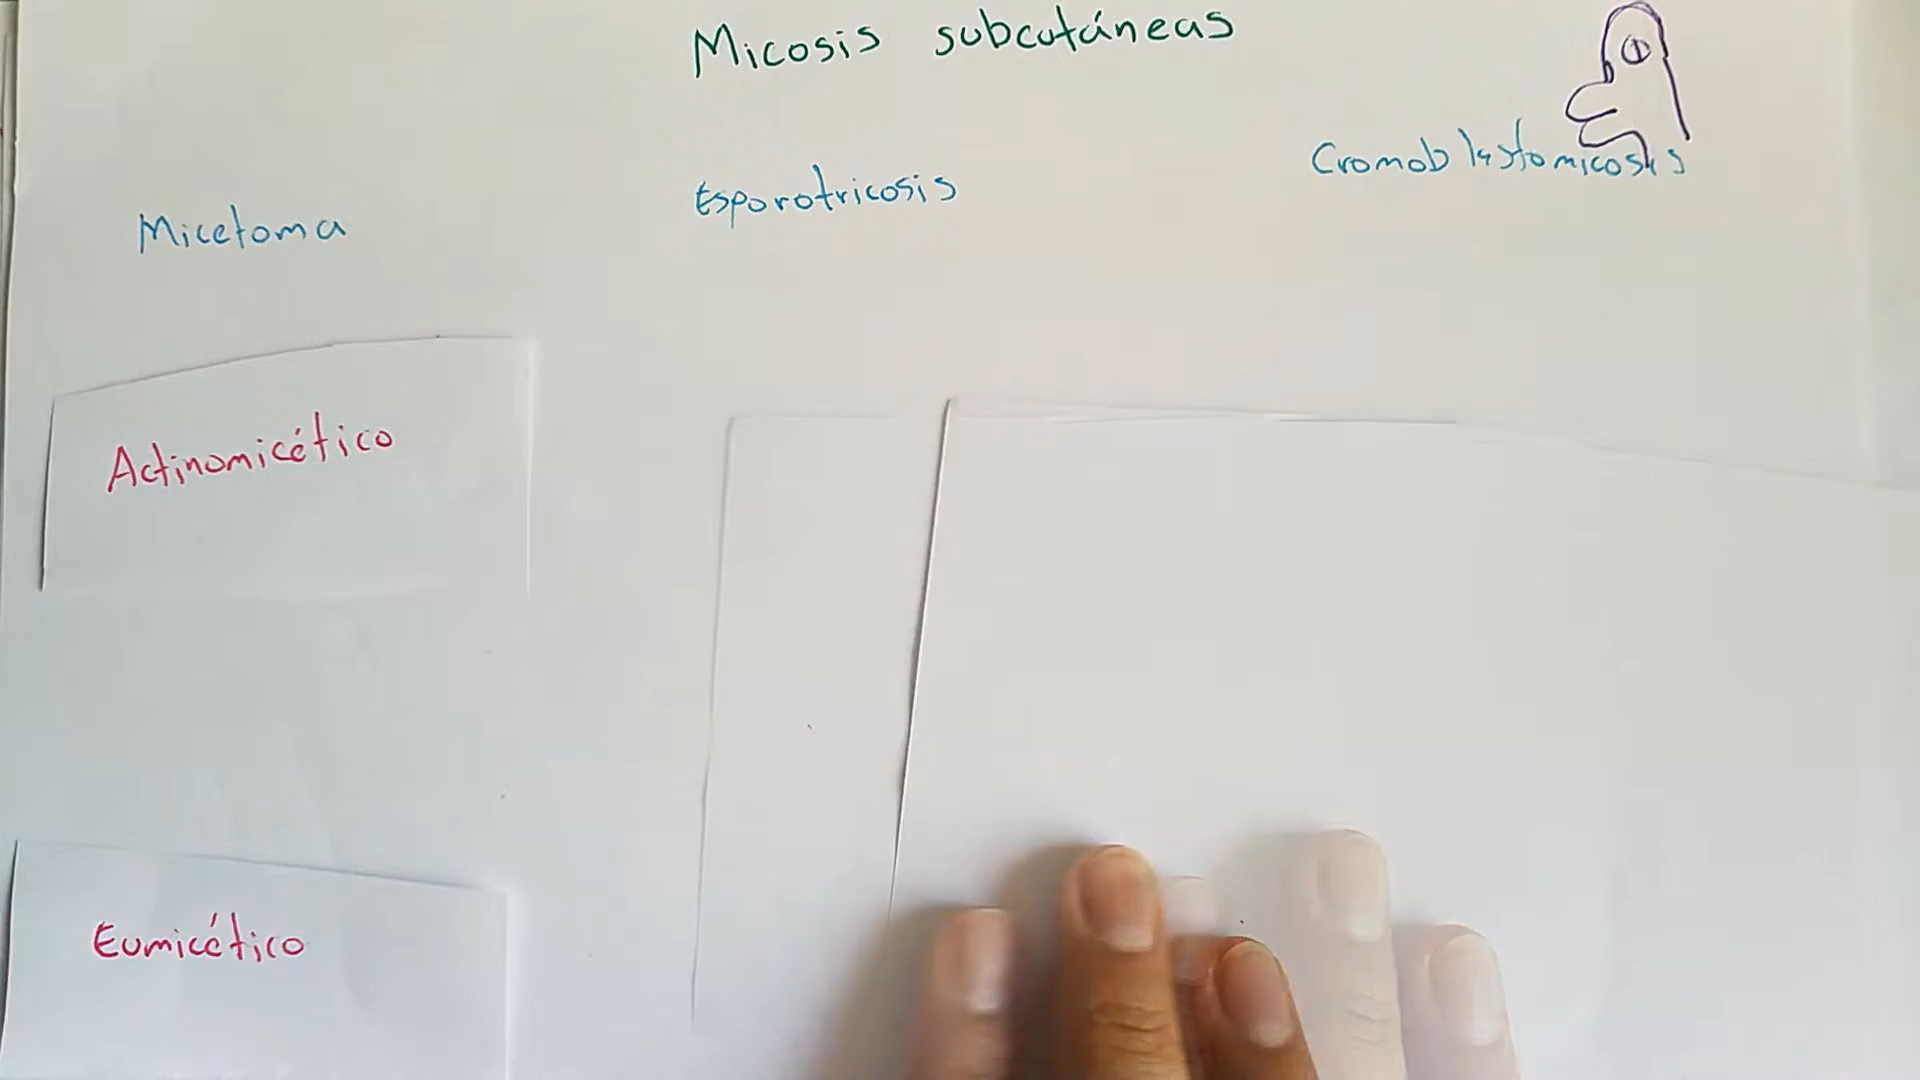 Micosis subcutáneas
Cromoblastomicosis
Esporotricosis
Micetoma
Actinomicético
Eumicético